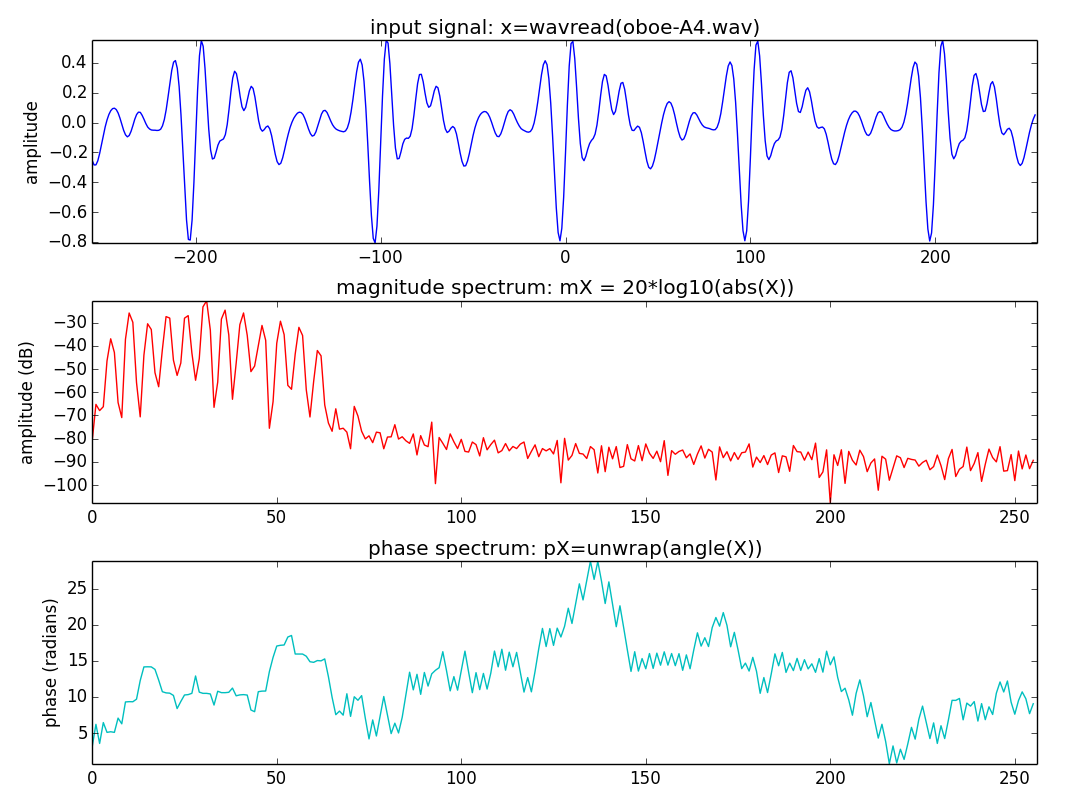 input signal: x=wavread(oboe-A4.wav)
amplitude
0.4
0.2
0.0
−0.2
−0.4
−0.6
−0.8
−200 −100 0 100 200
magnitude spectrum: mX = 20*log10(abs(X))
amplitude (dB)
−30
−40
−50
−60
−70
−80
−90
−100
0 50 100 150 200 250
phase spectrum: pX=unwrap(angle(X))
phase (radians)
25
20
15
10
5
0 50 100 150 200 250